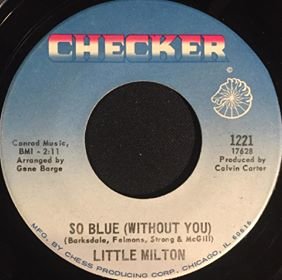 CHECKER
Conrad Music,
BMI - 2:11
Arranged by
Gene Barge
1221
17628
Produced by
Calvin Carter
SO BLUE (WITHOUT YOU)
(Barksdale, Felmons, Strong & McGill)
LITTLE MILTON
MFG. BY CHESS PRODUCING CORP. CHICAGO, IL 60616